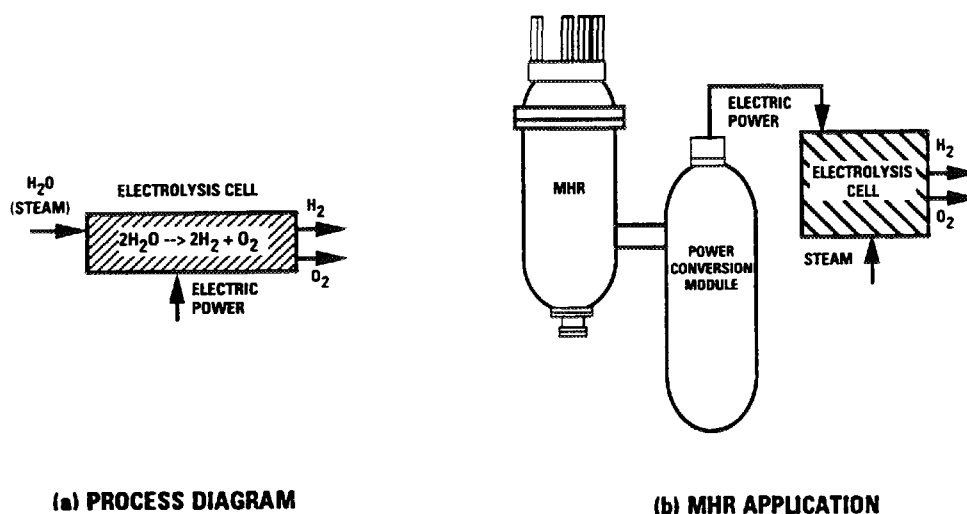 H₂O
(STEAM)
ELECTROLYSIS CELL
2H₂O --> 2H₂ + O₂
H₂
O₂
ELECTRIC
POWER
(a) PROCESS DIAGRAM
MHR
ELECTRIC
POWER
POWER
CONVERSION
MODULE
ELECTROLYSIS
CELL
H₂
O₂
STEAM
(b) MHR APPLICATION